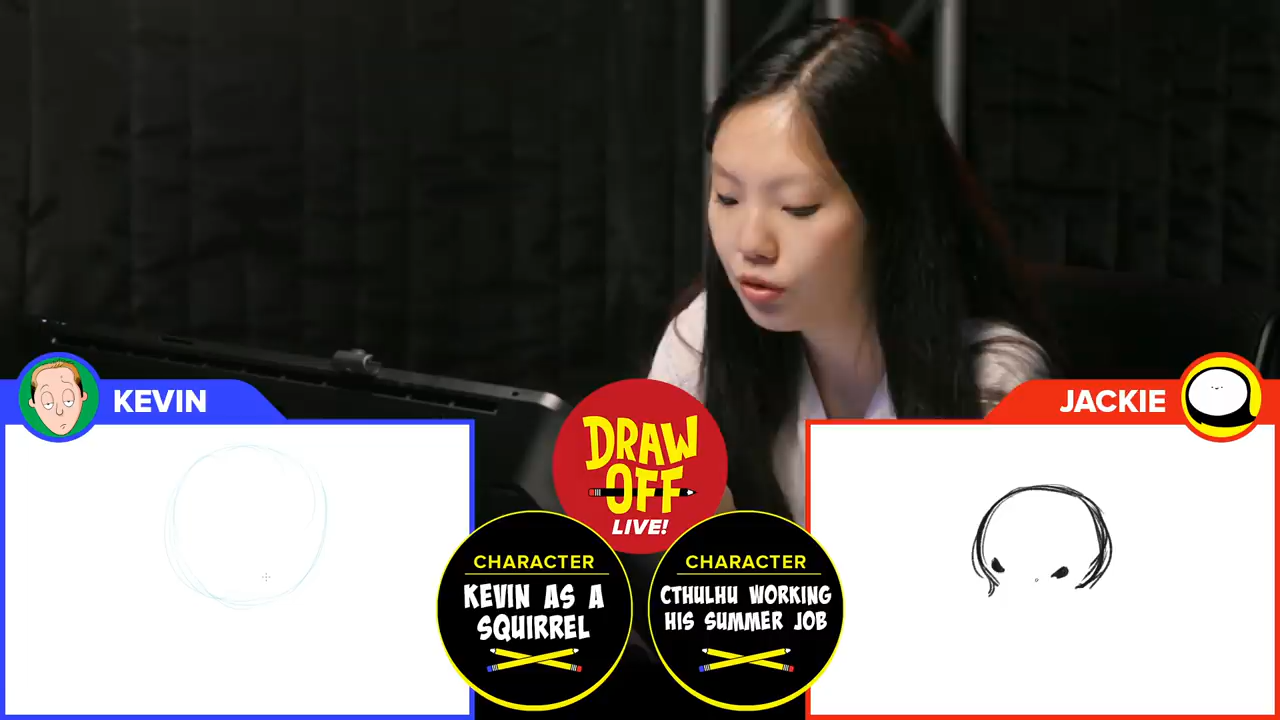 KEVIN
JACKIE
DRAW
OFF
LIVE!
CHARACTER
KEVIN AS A
SQUIRREL
CHARACTER
CTHULHU WORKING
HIS SUMMER JOB